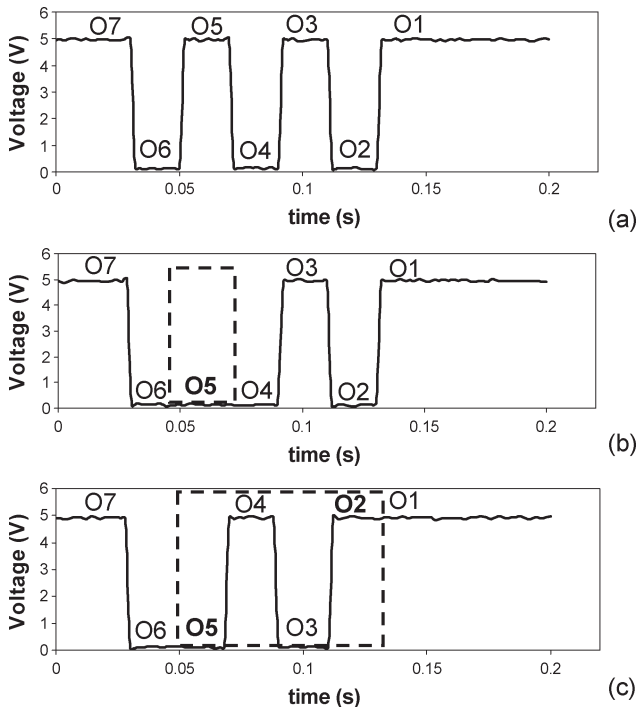 6
O7 O5 O3 O1
5
4
3
2
1
O6 O4 O2
0
0 0.05 0.1 0.15 0.2
Voltage (V)
time (s)
(a)
6
O7 O3 O1
5
4
3
2
1
O6 O5 O4 O2
0
0 0.05 0.1 0.15 0.2
Voltage (V)
(b)
6
O7 O4 O2 O1
5
4
3
2
1
O6 O5 O3
0
0 0.05 0.1 0.15 0.2
Voltage (V)
time (s)
(c)